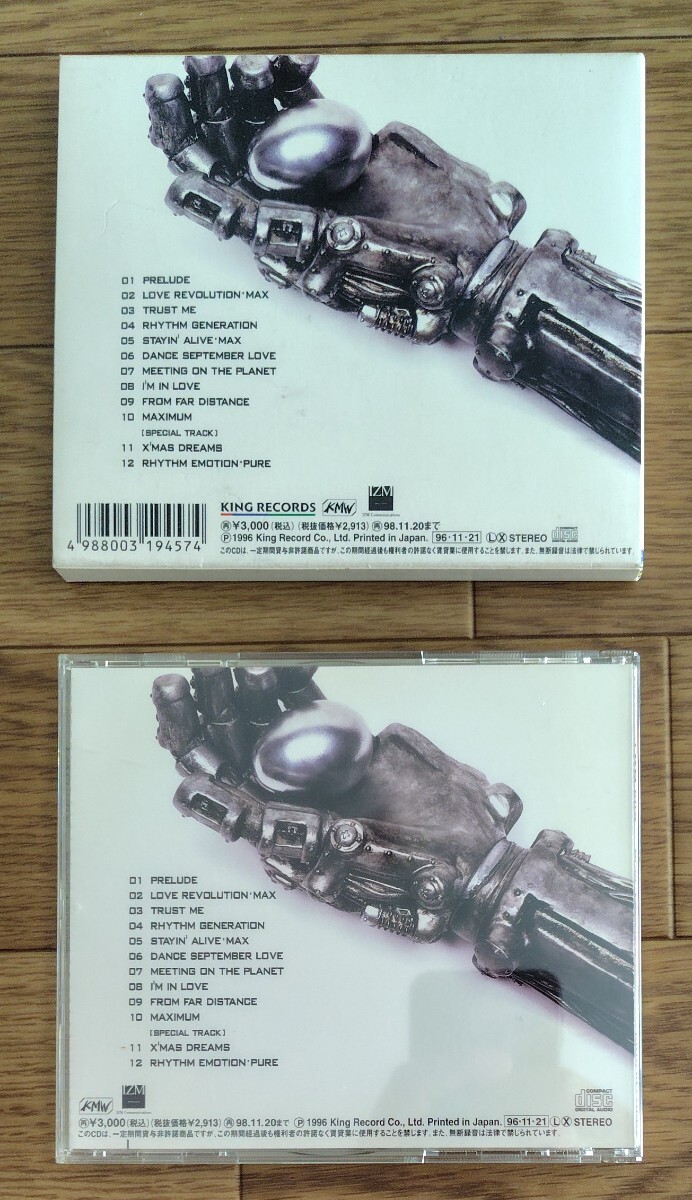 01 PRELUDE
02 LOVE REVOLUTION·MAX
03 TRUST ME
04 RHYTHM GENERATION
05 STAYIN' ALIVE·MAX
06 DANCE SEPTEMBER LOVE
07 MEETING ON THE PLANET
08 I'M IN LOVE
09 FROM FAR DISTANCE
10 MAXIMUM
[SPECIAL TRACK]
11 X'MAS DREAMS
12 RHYTHM EMOTION·PURE
KING RECORDS KMW IZM
4 988003 194574
㊢¥3,000(税込)(税抜価格¥2,913)㊢98.11.20まで
Ⓟ1996 King Record Co., Ltd. Printed in Japan. 96·11·21 ⓁⓍ STEREO disc
このCDは、一定期間貸与非許諾商品ですが、この期間経過後も権利者の許諾なく賃貸業に使用することを禁じます。また、無断録音は法律で禁じられています。
01 PRELUDE
02 LOVE REVOLUTION·MAX
03 TRUST ME
04 RHYTHM GENERATION
05 STAYIN' ALIVE·MAX
06 DANCE SEPTEMBER LOVE
07 MEETING ON THE PLANET
08 I'M IN LOVE
09 FROM FAR DISTANCE
10 MAXIMUM
[SPECIAL TRACK]
11 X'MAS DREAMS
12 RHYTHM EMOTION·PURE
KMW IZM
COMPACT disc DIGITAL AUDIO
¥3,000(税込)(税抜価格¥2,913) 98.11.20まで Ⓟ1996 King Record Co., Ltd. Printed in Japan. 96·11·21 ⓁⓍ STEREO
このCDは、一定期間貸与非許諾商品ですが、この期間経過後も権利者の許諾なく賃貸業に使用することを禁じます。また、無断録音は法律で禁じられています。